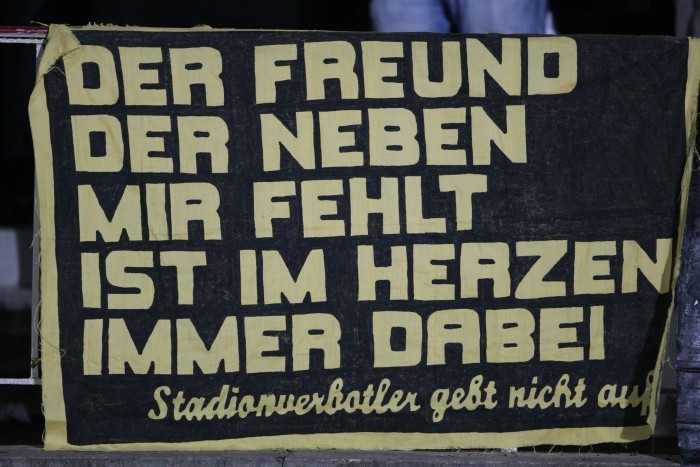 DER FREUND
DER NEBEN
MIR FEHLT
IST IM HERZEN
IMMER DABEI
Stadionverbotler gebt nicht auf